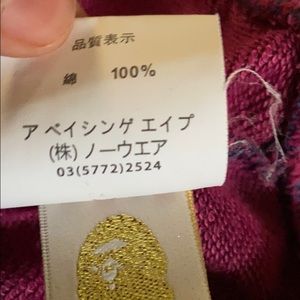 品質表示
綿 100%
ア ベイシング エイプ
(株) ノーウエア
03(5772)2524